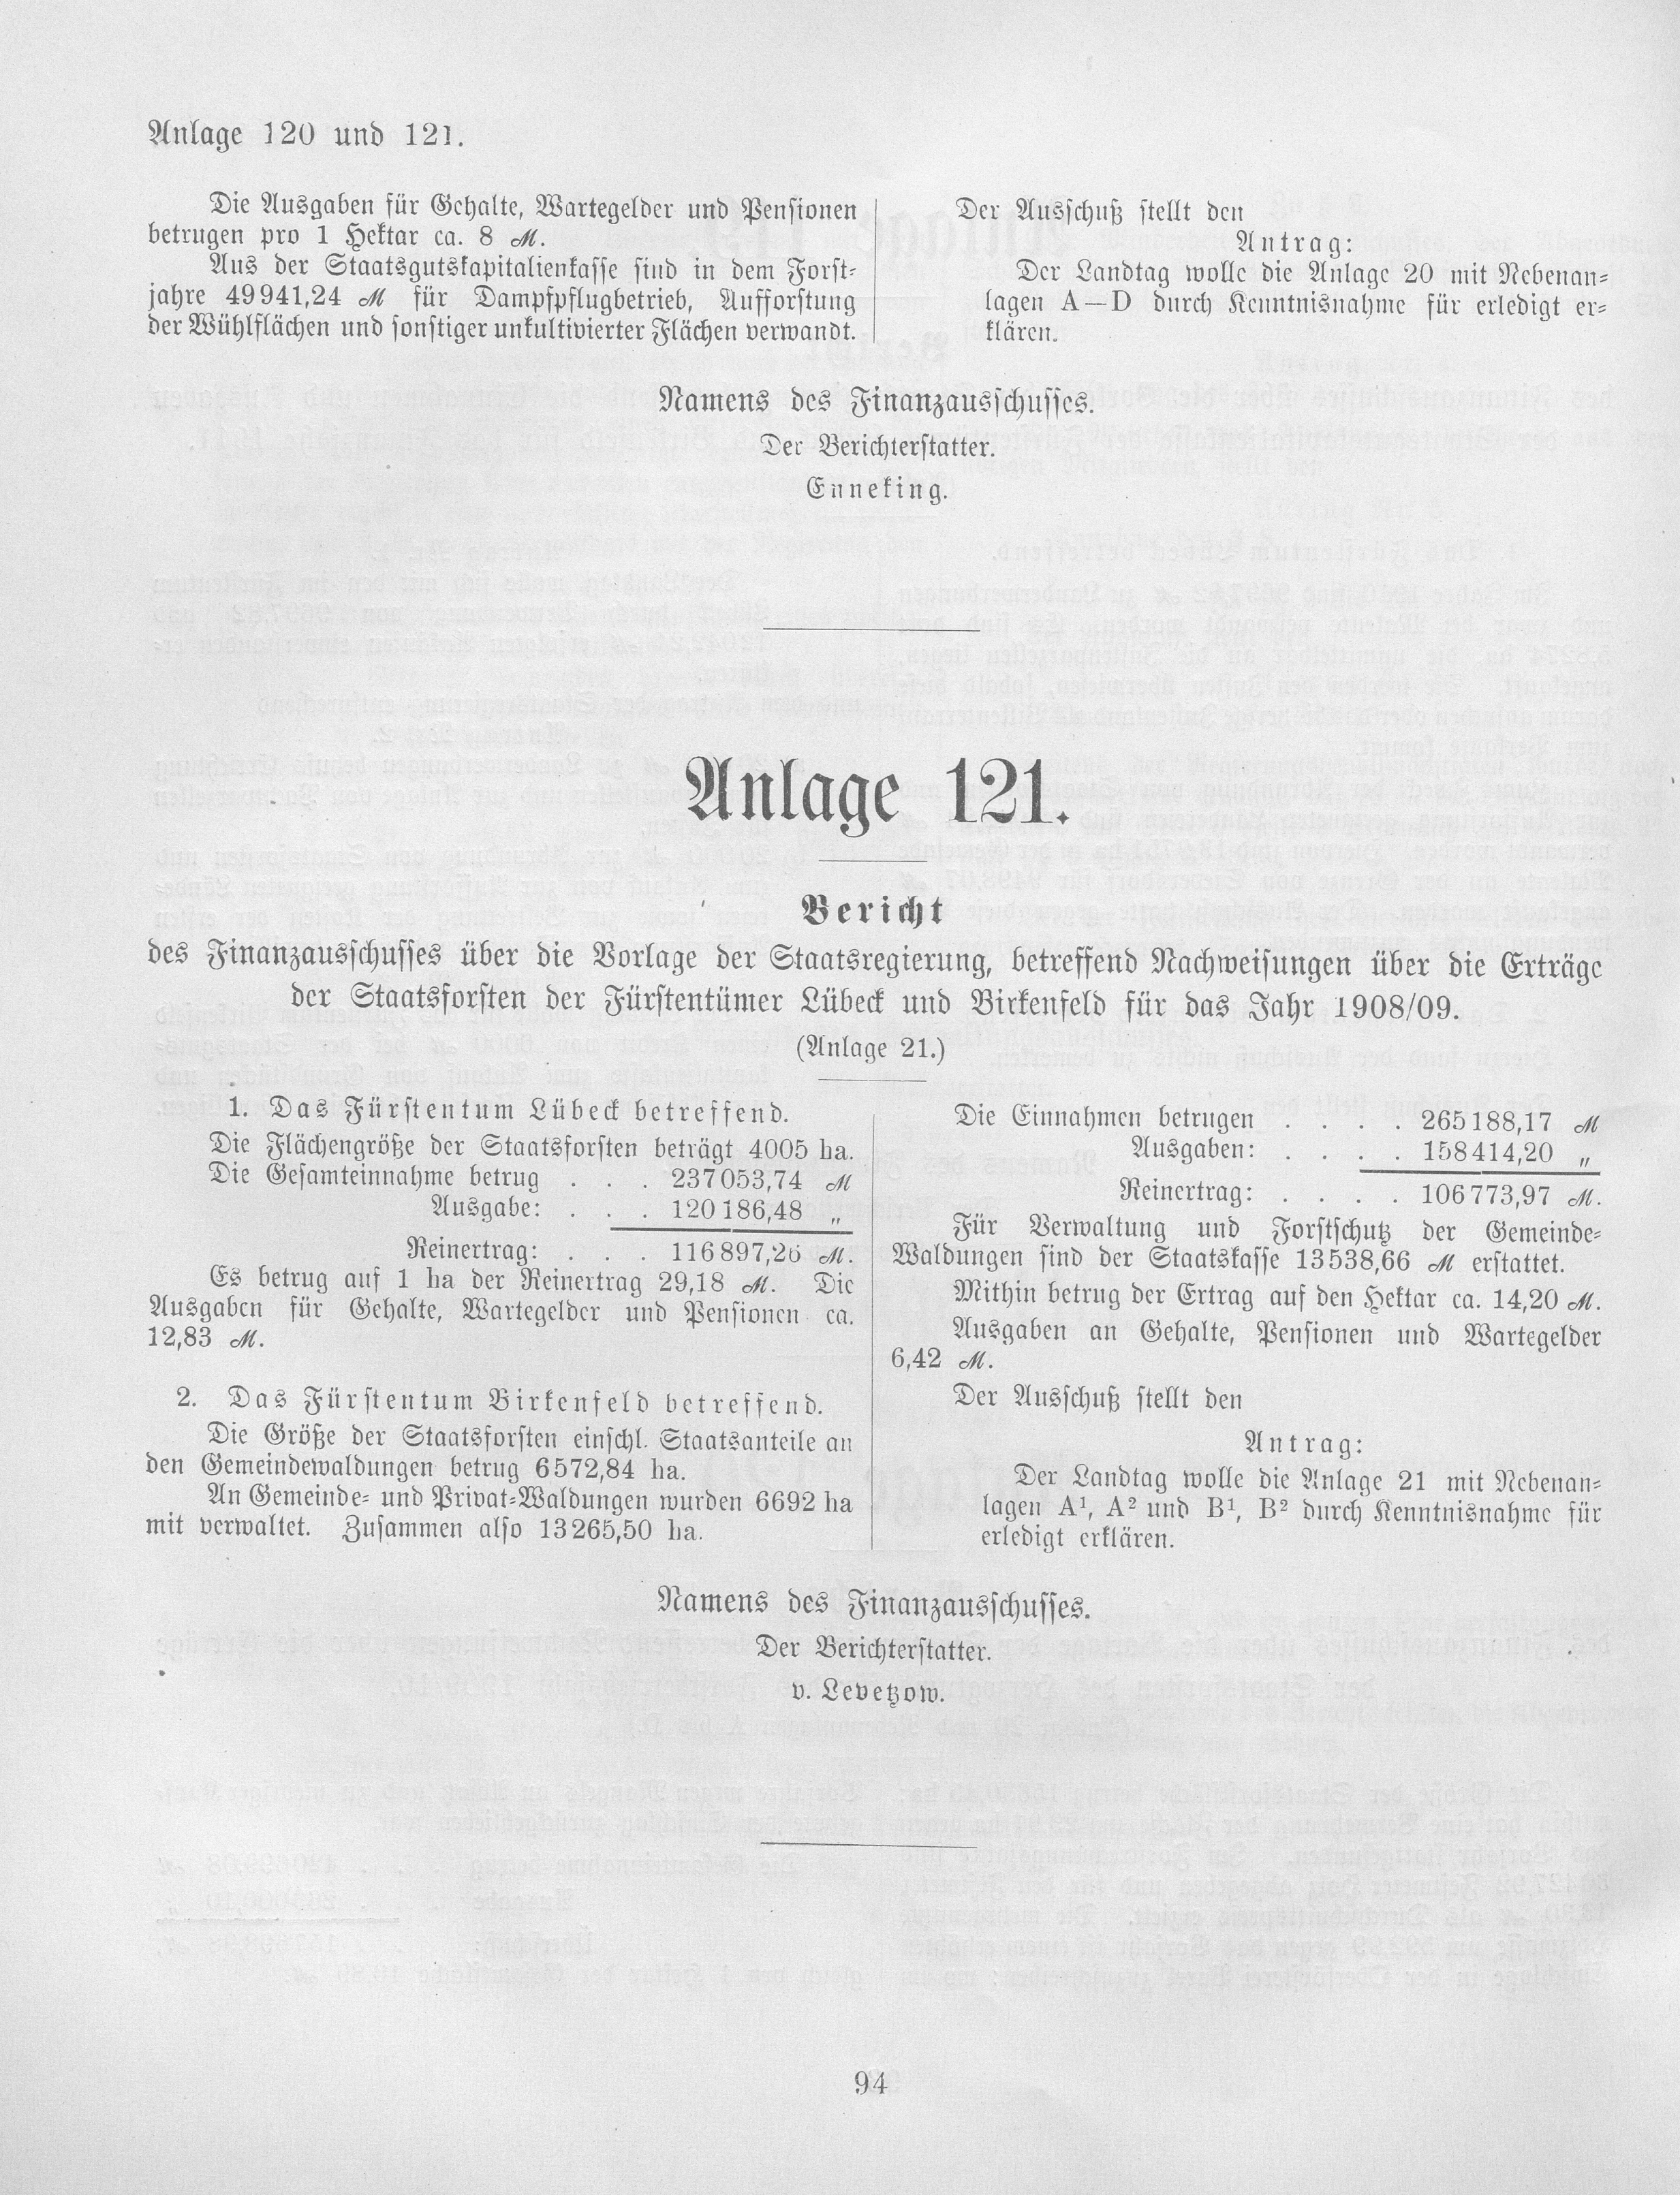 Anlage 120 und 121.
Die Ausgaben für Gehalte, Wartegelder und Pensionen
betrugen pro 1 Hektar ca. 8 ℳ.
Aus der Staatsgutskapitalienkasse sind in dem Forst-
jahre 49941,24 ℳ für Dampfpflugbetrieb, Aufforstung
der Wühlflächen und sonstiger unkultivierter Flächen verwandt.
Der Ausschuß stellt den
Antrag:
Der Landtag wolle die Anlage 20 mit Nebenan-
lagen A—D durch Kenntnisnahme für erledigt er-
klären.
Namens des Finanzausschusses.
Der Berichterstatter.
Enneking.
Anlage 121.
Bericht
des Finanzausschusses über die Vorlage der Staatsregierung, betreffend Nachweisungen über die Erträge
der Staatsforsten der Fürstentümer Lübeck und Birkenfeld für das Jahr 1908/09.
(Anlage 21.)
1. Das Fürstentum Lübeck betreffend.
Die Flächengröße der Staatsforsten beträgt 4005 ha.
Die Gesamteinnahme betrug . . . 237053,74 ℳ
Ausgabe: . . . 120186,48 „
Reinertrag: . . . 116897,26 ℳ.
Es betrug auf 1 ha der Reinertrag 29,18 ℳ. Die
Ausgaben für Gehalte, Wartegelder und Pensionen ca.
12,83 ℳ.
2. Das Fürstentum Birkenfeld betreffend.
Die Größe der Staatsforsten einschl. Staatsanteile an
den Gemeindewaldungen betrug 6572,84 ha.
An Gemeinde- und Privat-Waldungen wurden 6692 ha
mit verwaltet. Zusammen also 13265,50 ha.
Die Einnahmen betrugen . . . . 265188,17 ℳ
Ausgaben: . . . . 158414,20 „
Reinertrag: . . . . 106773,97 ℳ.
Für Verwaltung und Forstschutz der Gemeinde-
Waldungen sind der Staatskasse 13538,66 ℳ erstattet.
Mithin betrug der Ertrag auf den Hektar ca. 14,20 ℳ.
Ausgaben an Gehalte, Pensionen und Wartegelder
6,42 ℳ.
Der Ausschuß stellt den
Antrag:
Der Landtag wolle die Anlage 21 mit Nebenan-
lagen A¹, A² und B¹, B² durch Kenntnisnahme für
erledigt erklären.
Namens des Finanzausschusses.
Der Berichterstatter.
v. Levetzow.
94